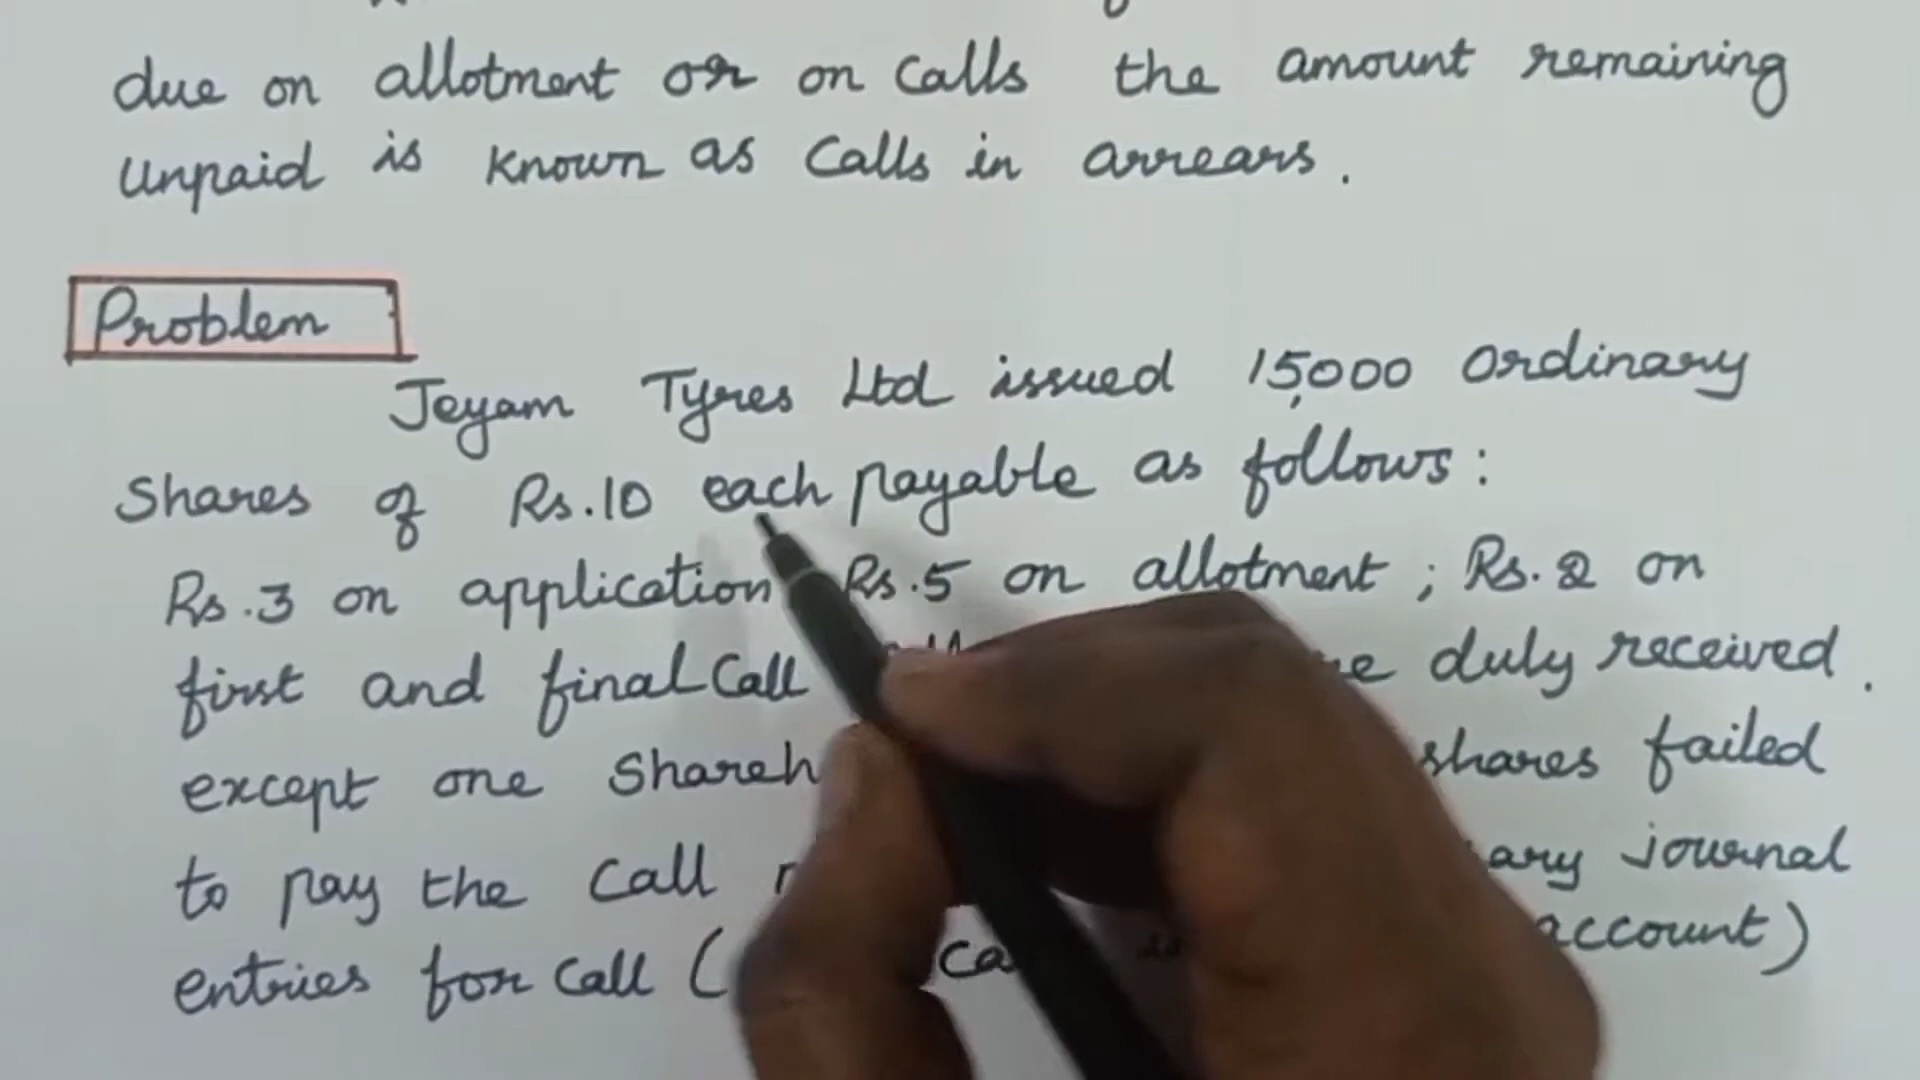 due on allotment or on calls the amount remaining
unpaid is known as calls in arrears.
Problem
Jeyam Tyres Ltd issued 15,000 ordinary
shares of Rs.10 each payable as follows:
Rs.3 on application Rs.5 on allotment ; Rs.2 on
first and final Call duly received.
except one shares failed
to pay the call journal
entries for call ( account)